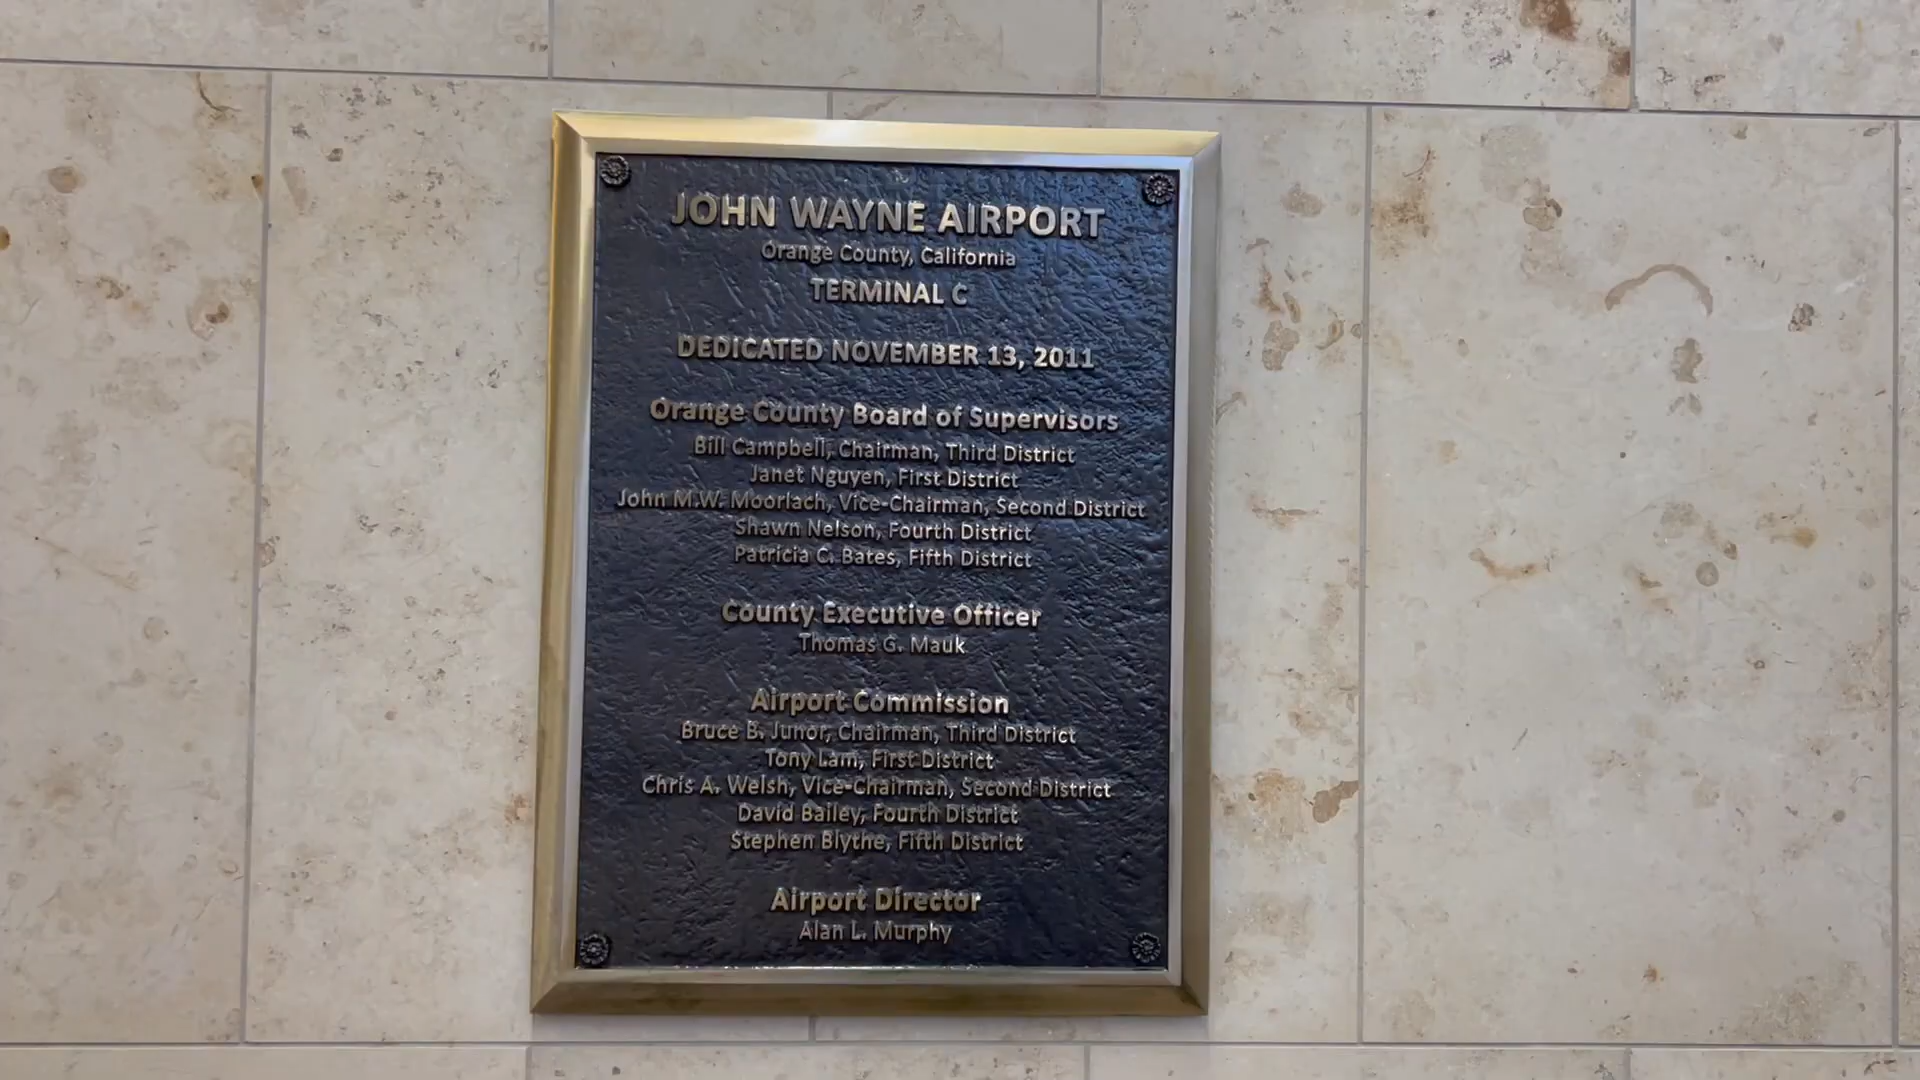 JOHN WAYNE AIRPORT
Orange County, California
TERMINAL C
DEDICATED NOVEMBER 13, 2011
Orange County Board of Supervisors
Bill Campbell, Chairman, Third District
Janet Nguyen, First District
John M.W. Moorlach, Vice-Chairman, Second District
Shawn Nelson, Fourth District
Patricia C. Bates, Fifth District
County Executive Officer
Thomas G. Mauk
Airport Commission
Bruce B. Junor, Chairman, Third District
Tony Lam, First District
Chris A. Welsh, Vice-Chairman, Second District
David Bailey, Fourth District
Stephen Blythe, Fifth District
Airport Director
Alan L. Murphy